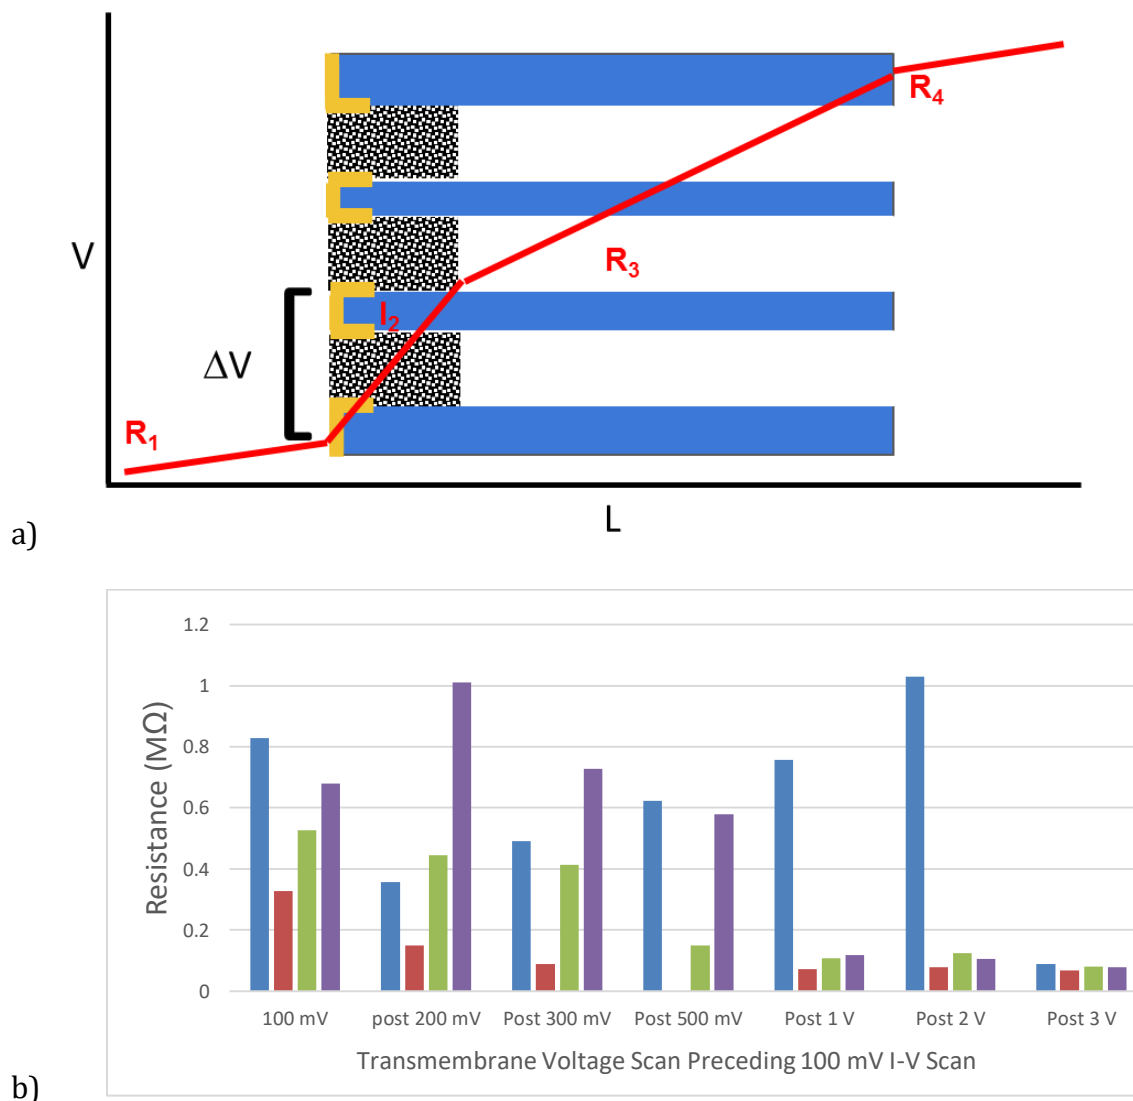 V
R1
ΔV
I2
R3
R4
L
a)
Resistance (MΩ)
1.2
1
0.8
0.6
0.4
0.2
0
100 mV
post 200 mV
Post 300 mV
Post 500 mV
Post 1 V
Post 2 V
Post 3 V
Transmembrane Voltage Scan Preceding 100 mV I-V Scan
b)